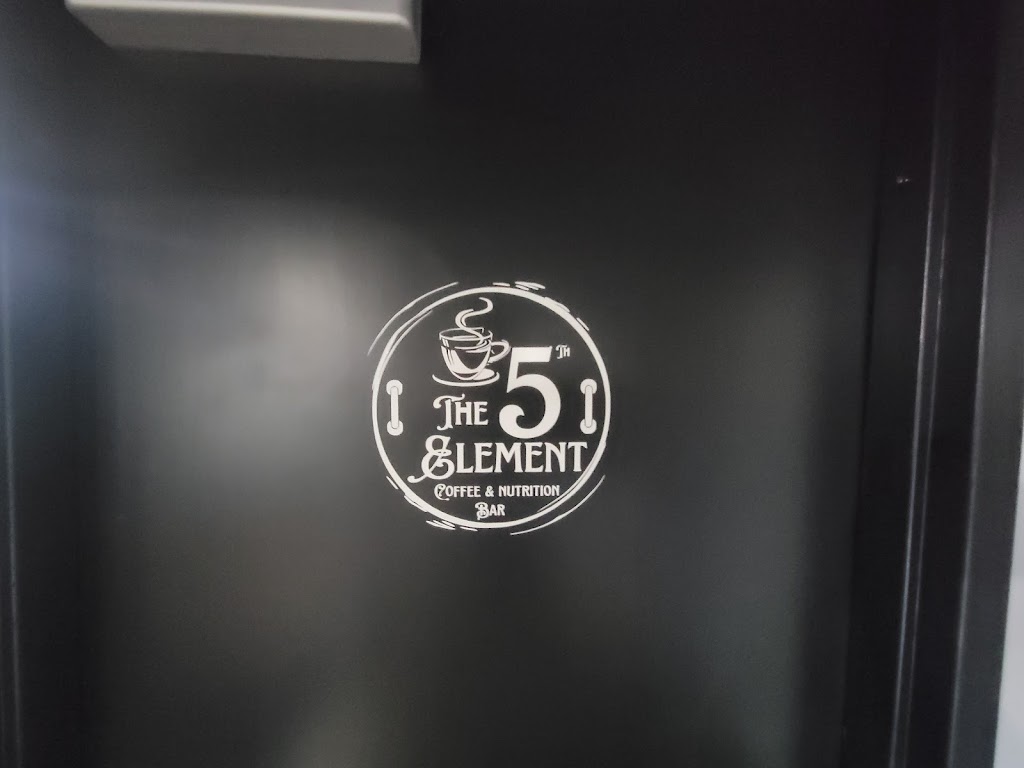 The 5Th
Element
Coffee & Nutrition
Bar